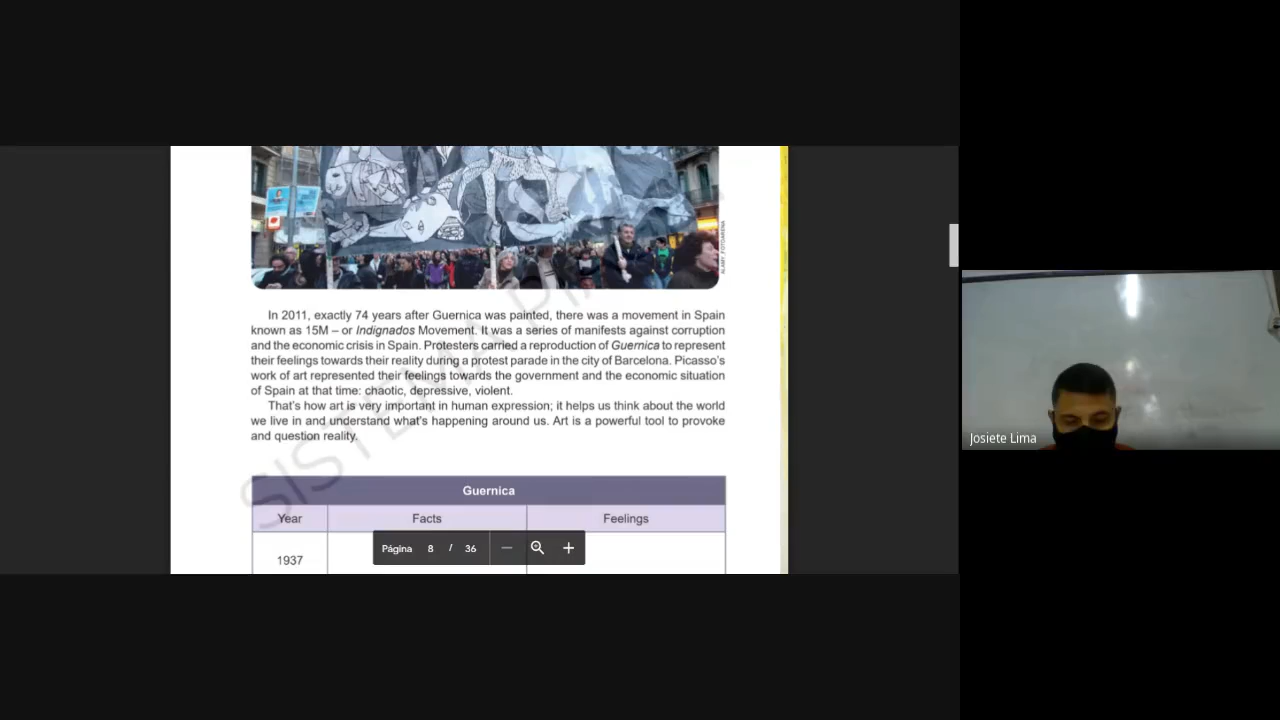 ALAMY_FOTOARENA
In 2011, exactly 74 years after Guernica was painted, there was a movement in Spain
known as 15M – or Indignados Movement. It was a series of manifests against corruption
and the economic crisis in Spain. Protesters carried a reproduction of Guernica to represent
their feelings towards their reality during a protest parade in the city of Barcelona. Picasso's
work of art represented their feelings towards the government and the economic situation
of Spain at that time: chaotic, depressive, violent.
That's how art is very important in human expression; it helps us think about the world
we live in and understand what's happening around us. Art is a powerful tool to provoke
and question reality.
SISTEMA
Guernica
Year Facts Feelings
1937
Página 8 / 36
Josiete Lima